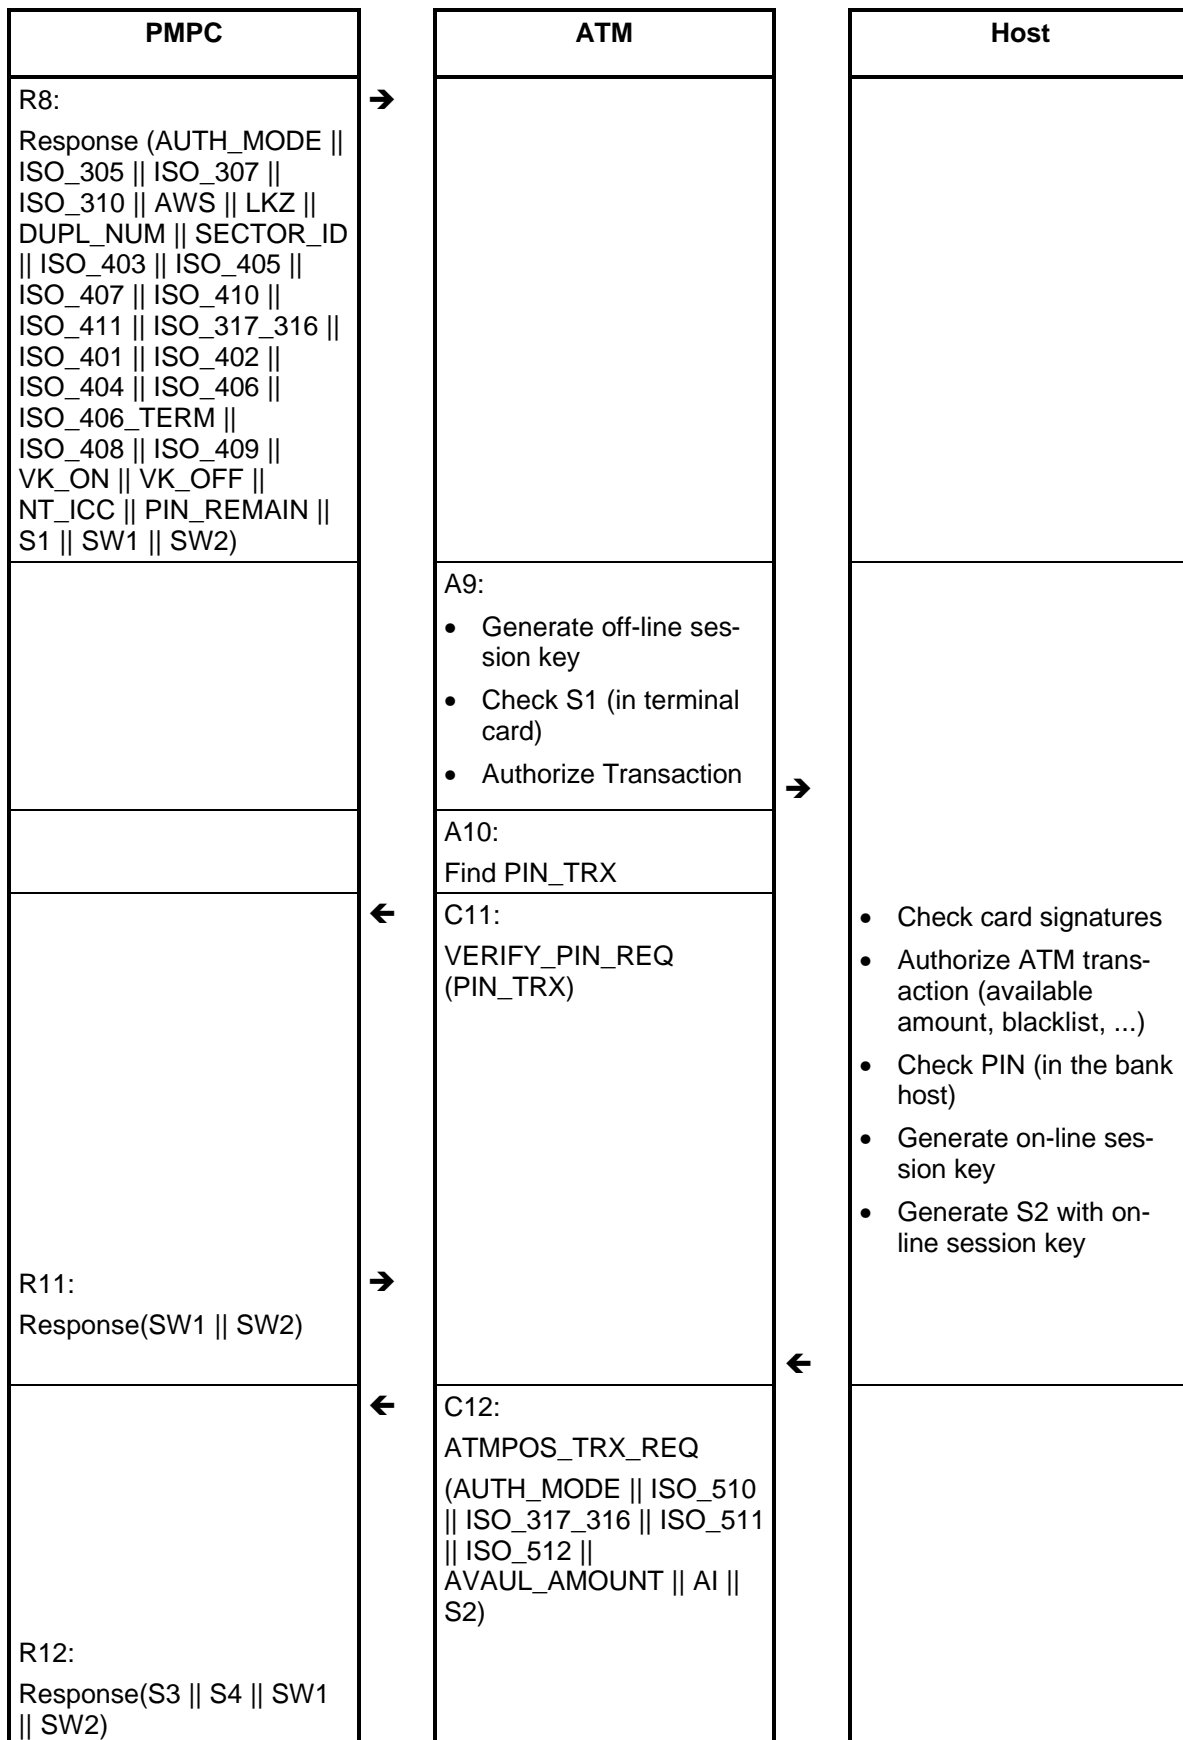 PMPC
ATM
Host
R8:
Response (AUTH_MODE ||
ISO_305 || ISO_307 ||
ISO_310 || AWS || LKZ ||
DUPL_NUM || SECTOR_ID
|| ISO_403 || ISO_405 ||
ISO_407 || ISO_410 ||
ISO_411 || ISO_317_316 ||
ISO_401 || ISO_402 ||
ISO_404 || ISO_406 ||
ISO_406_TERM ||
ISO_408 || ISO_409 ||
VK_ON || VK_OFF ||
NT_ICC || PIN_REMAIN ||
S1 || SW1 || SW2)
A9:
• Generate off-line ses-
sion key
• Check S1 (in terminal
card)
• Authorize Transaction
A10:
Find PIN_TRX
C11:
VERIFY_PIN_REQ
(PIN_TRX)
• Check card signatures
• Authorize ATM trans-
action (available
amount, blacklist, ...)
• Check PIN (in the bank
host)
• Generate on-line ses-
sion key
• Generate S2 with on-
line session key
R11:
Response(SW1 || SW2)
C12:
ATMPOS_TRX_REQ
(AUTH_MODE || ISO_510
|| ISO_317_316 || ISO_511
|| ISO_512 ||
AVAUL_AMOUNT || AI ||
S2)
R12:
Response(S3 || S4 || SW1
|| SW2)